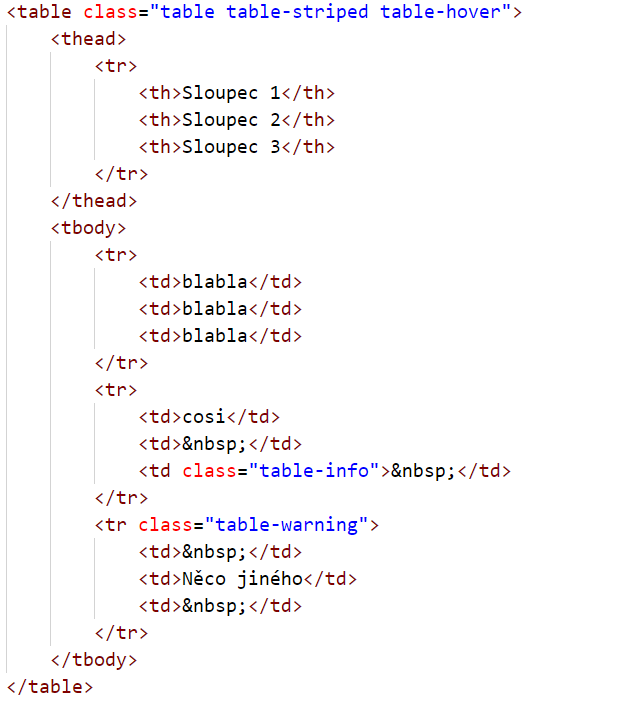 <table class="table table-striped table-hover">
    <thead>
        <tr>
            <th>Sloupec 1</th>
            <th>Sloupec 2</th>
            <th>Sloupec 3</th>
        </tr>
    </thead>
    <tbody>
        <tr>
            <td>blabla</td>
            <td>blabla</td>
            <td>blabla</td>
        </tr>
        <tr>
            <td>cosi</td>
            <td>&nbsp;</td>
            <td class="table-info">&nbsp;</td>
        </tr>
        <tr class="table-warning">
            <td>&nbsp;</td>
            <td>Něco jiného</td>
            <td>&nbsp;</td>
        </tr>
    </tbody>
</table>